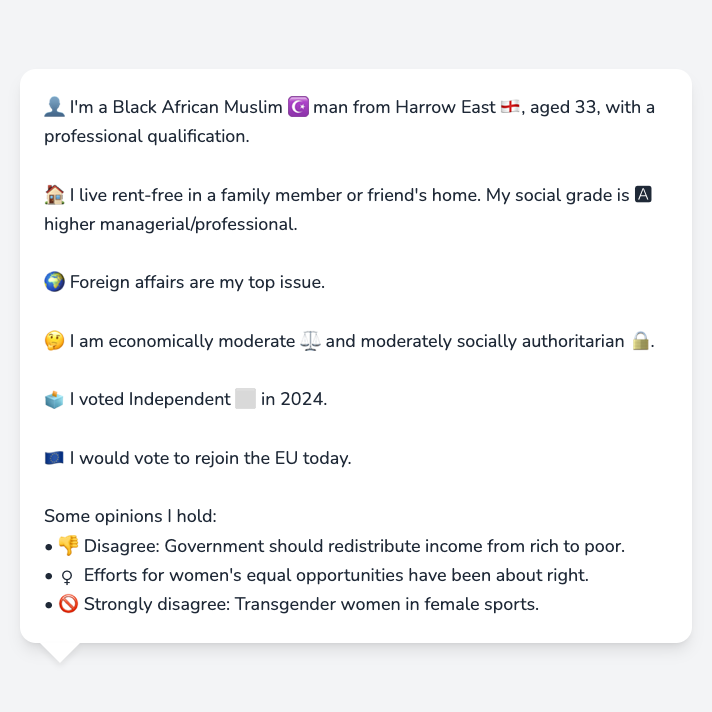 👤 I'm a Black African Muslim ☪️ man from Harrow East 🏴󠁧󠁢󠁥󠁮󠁧󠁿, aged 33, with a
professional qualification.
🏠 I live rent-free in a family member or friend's home. My social grade is 🅰
higher managerial/professional.
🌍 Foreign affairs are my top issue.
🤔 I am economically moderate ⚖️ and moderately socially authoritarian 🔒.
🗳️ I voted Independent ⬜ in 2024.
🇪🇺 I would vote to rejoin the EU today.
Some opinions I hold:
• 👎 Disagree: Government should redistribute income from rich to poor.
• ♀ Efforts for women's equal opportunities have been about right.
• 🚫 Strongly disagree: Transgender women in female sports.